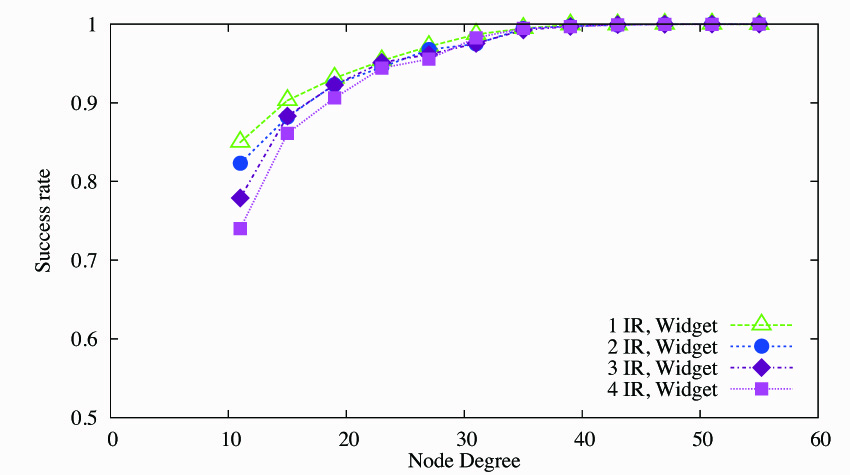 1
0.9
0.8
0.7
0.6
0.5
Success rate
0 10 20 30 40 50 60
Node Degree
1 IR, Widget
2 IR, Widget
3 IR, Widget
4 IR, Widget